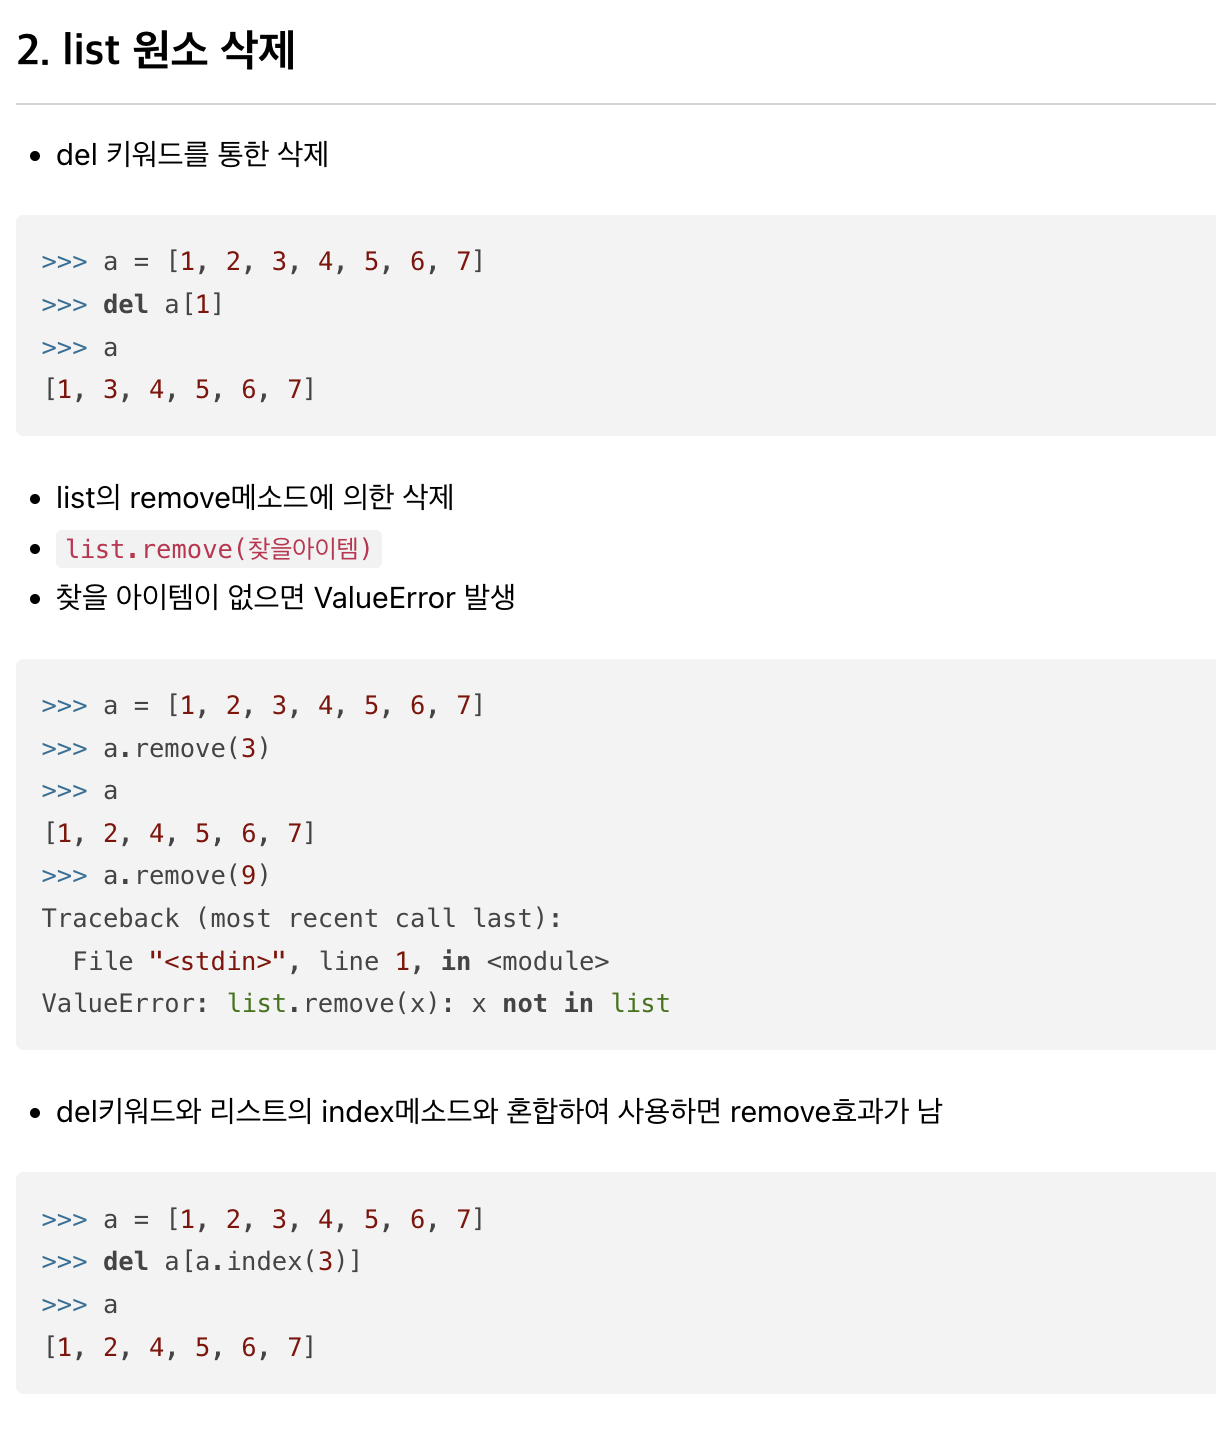 2. list 원소 삭제
• del 키워드를 통한 삭제
>>> a = [1, 2, 3, 4, 5, 6, 7]
>>> del a[1]
>>> a
[1, 3, 4, 5, 6, 7]
• list의 remove메소드에 의한 삭제
• list.remove(찾을아이템)
• 찾을 아이템이 없으면 ValueError 발생
>>> a = [1, 2, 3, 4, 5, 6, 7]
>>> a.remove(3)
>>> a
[1, 2, 4, 5, 6, 7]
>>> a.remove(9)
Traceback (most recent call last):
  File "<stdin>", line 1, in <module>
ValueError: list.remove(x): x not in list
• del키워드와 리스트의 index메소드와 혼합하여 사용하면 remove효과가 남
>>> a = [1, 2, 3, 4, 5, 6, 7]
>>> del a[a.index(3)]
>>> a
[1, 2, 4, 5, 6, 7]